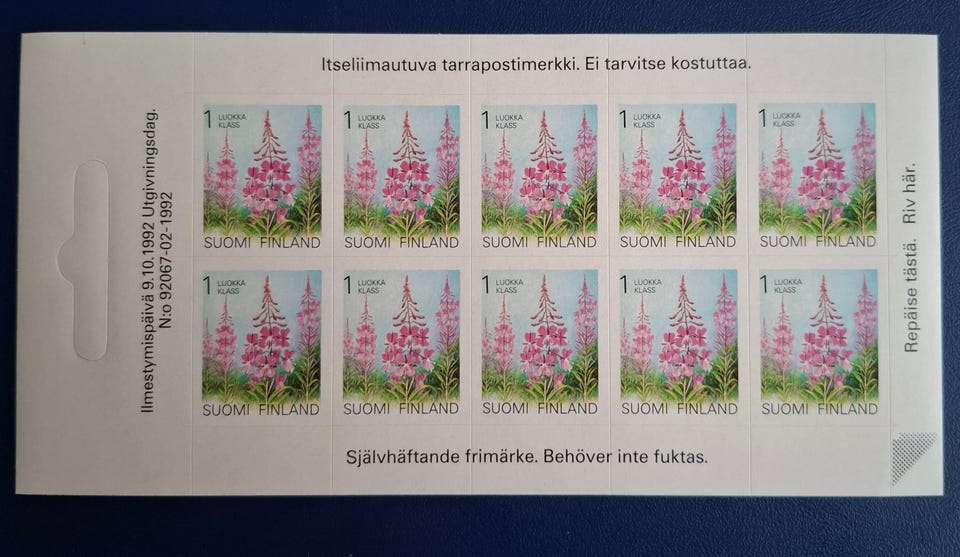 Itseliimautuva tarrapostimerkki. Ei tarvitse kostuttaa.
Ilmestymispäivä 9.10.1992 Utgivningsdag.
N:o 92067-02-1992
1 LUOKKA
KLASS
SUOMI FINLAND
1 LUOKKA
KLASS
SUOMI FINLAND
1 LUOKKA
KLASS
SUOMI FINLAND
1 LUOKKA
KLASS
SUOMI FINLAND
1 LUOKKA
KLASS
SUOMI FINLAND
1 LUOKKA
KLASS
SUOMI FINLAND
1 LUOKKA
KLASS
SUOMI FINLAND
1 LUOKKA
KLASS
SUOMI FINLAND
1 LUOKKA
KLASS
SUOMI FINLAND
1 LUOKKA
KLASS
SUOMI FINLAND
Repäise tästä. Riv här.
Självhäftande frimärke. Behöver inte fuktas.